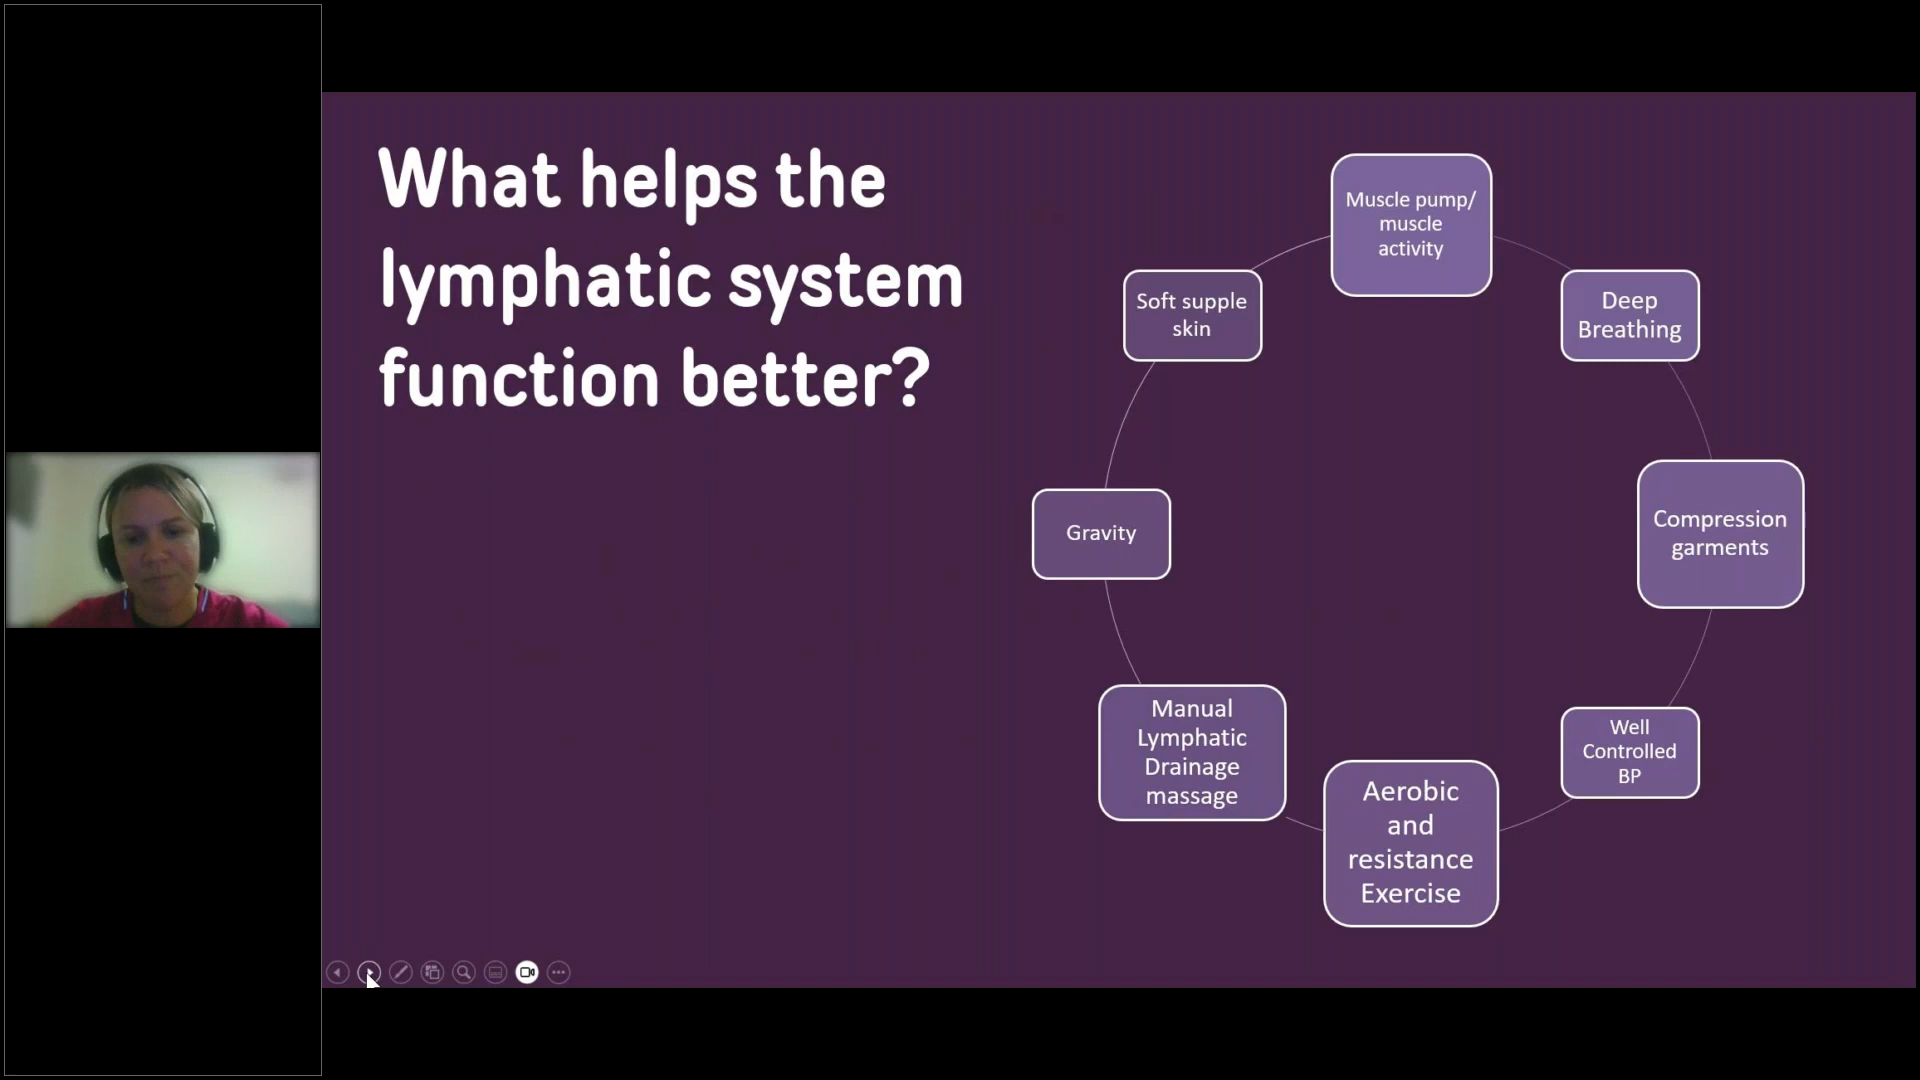 What helps the
lymphatic system
function better?
Muscle pump/
muscle
activity
Deep
Breathing
Compression
garments
Well
Controlled
BP
Aerobic
and
resistance
Exercise
Manual
Lymphatic
Drainage
massage
Gravity
Soft supple
skin